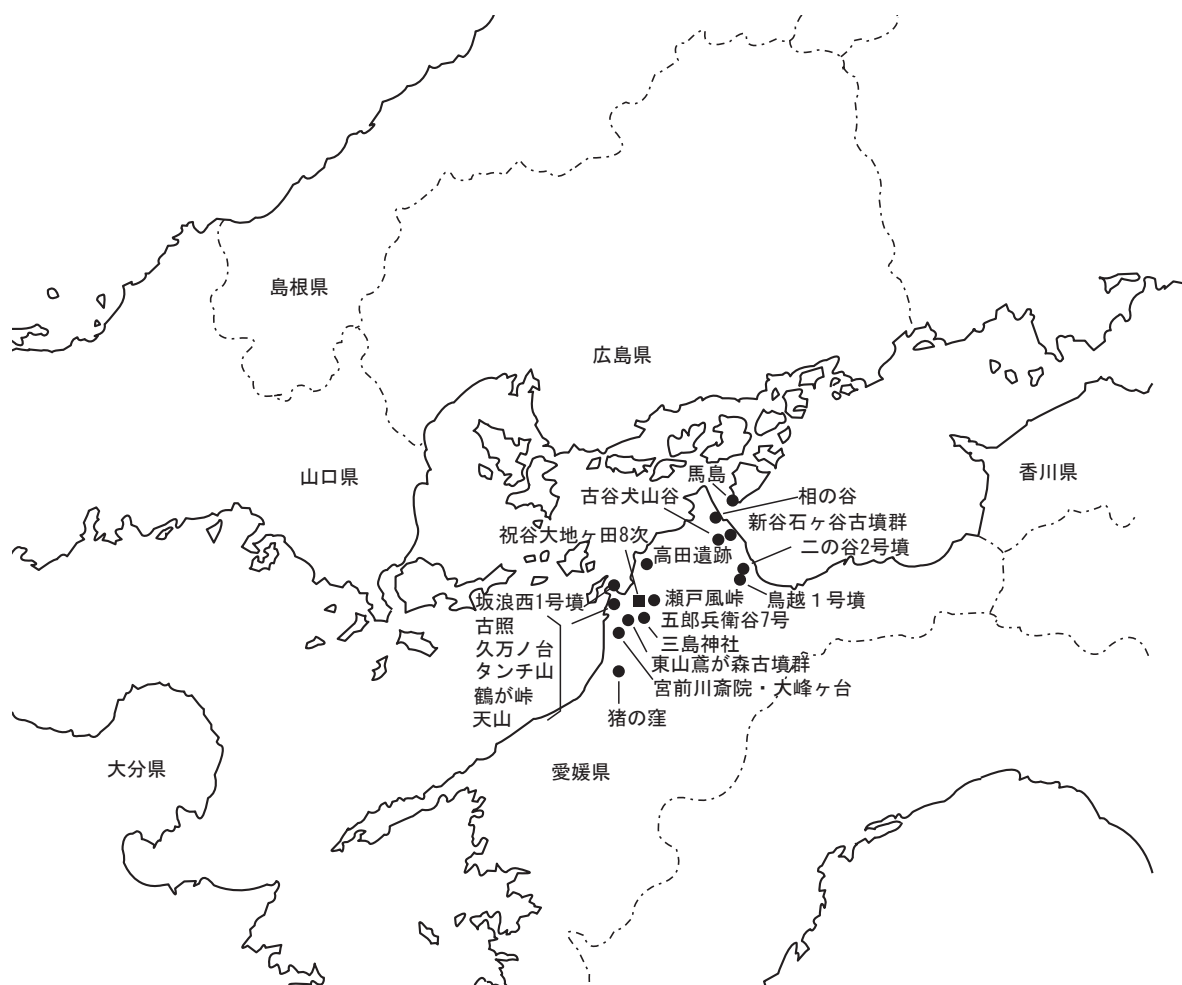 島根県
広島県
山口県
香川県
馬島
古谷犬山谷
相の谷
新谷石ヶ谷古墳群
祝谷大地ヶ田8次
二の谷2号墳
高田遺跡
坂浪西1号墳
瀬戸風峠
鳥越１号墳
古照
五郎兵衛谷7号
久万ノ台
三島神社
タンチ山
東山鳶が森古墳群
鶴が峠
宮前川斎院・大峰ヶ台
天山
猪の窪
大分県
愛媛県